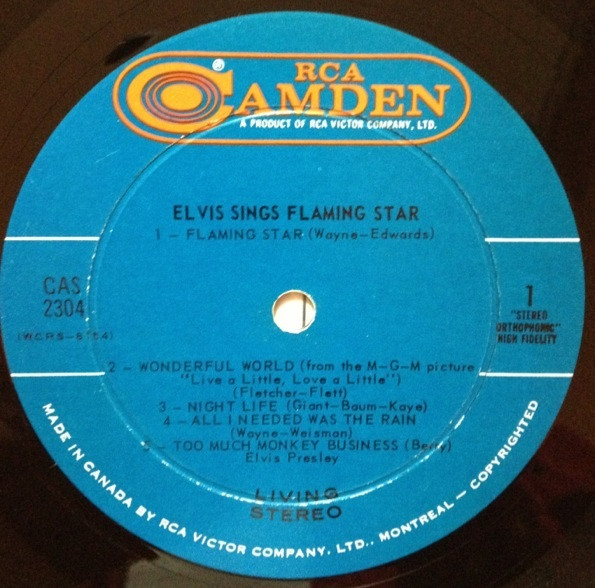 RCA
CAMDEN
®
A PRODUCT OF RCA VICTOR COMPANY, LTD.
ELVIS SINGS FLAMING STAR
1 - FLAMING STAR (Wayne-Edwards)
CAS
2304
1
"STEREO
ORTHOPHONIC"
HIGH FIDELITY
2 - WONDERFUL WORLD (from the M-G-M picture
"Live a Little, Love a Little")
(Fletcher-Flett)
3 - NIGHT LIFE (Giant-Baum-Kaye)
4 - ALL I NEEDED WAS THE RAIN
(Wayne-Weisman)
5 - TOO MUCH MONKEY BUSINESS (Berry)
Elvis Presley
LIVING
STEREO
MADE IN CANADA BY RCA VICTOR COMPANY, LTD., MONTREAL — COPYRIGHTED